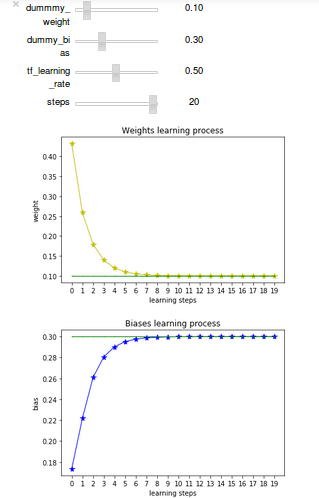 dummmy_
weight
0.10
dummy_bi
as
0.30
tf_learning
_rate
0.50
steps
20
Weights learning process
weight
0.40
0.35
0.30
0.25
0.20
0.15
0.10
0 1 2 3 4 5 6 7 8 9 10 11 12 13 14 15 16 17 18 19
learning steps
Biases learning process
bias
0.30
0.28
0.26
0.24
0.22
0.20
0.18
0 1 2 3 4 5 6 7 8 9 10 11 12 13 14 15 16 17 18 19
learning steps